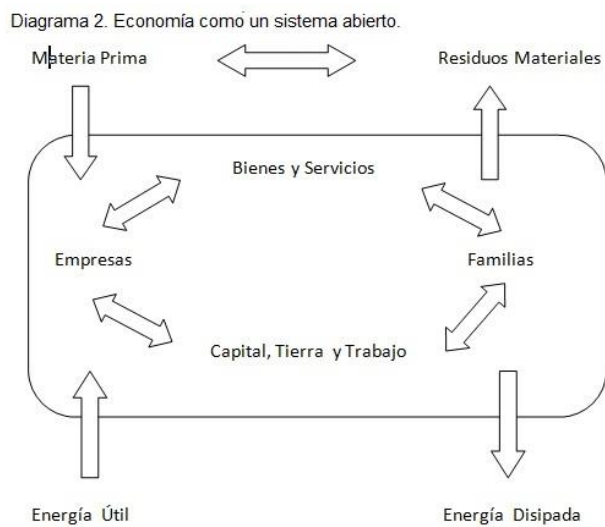 Diagrama 2. Economía como un sistema abierto.
Materia Prima
Residuos Materiales
Bienes y Servicios
Empresas
Familias
Capital, Tierra y Trabajo
Energía Útil
Energía Disipada